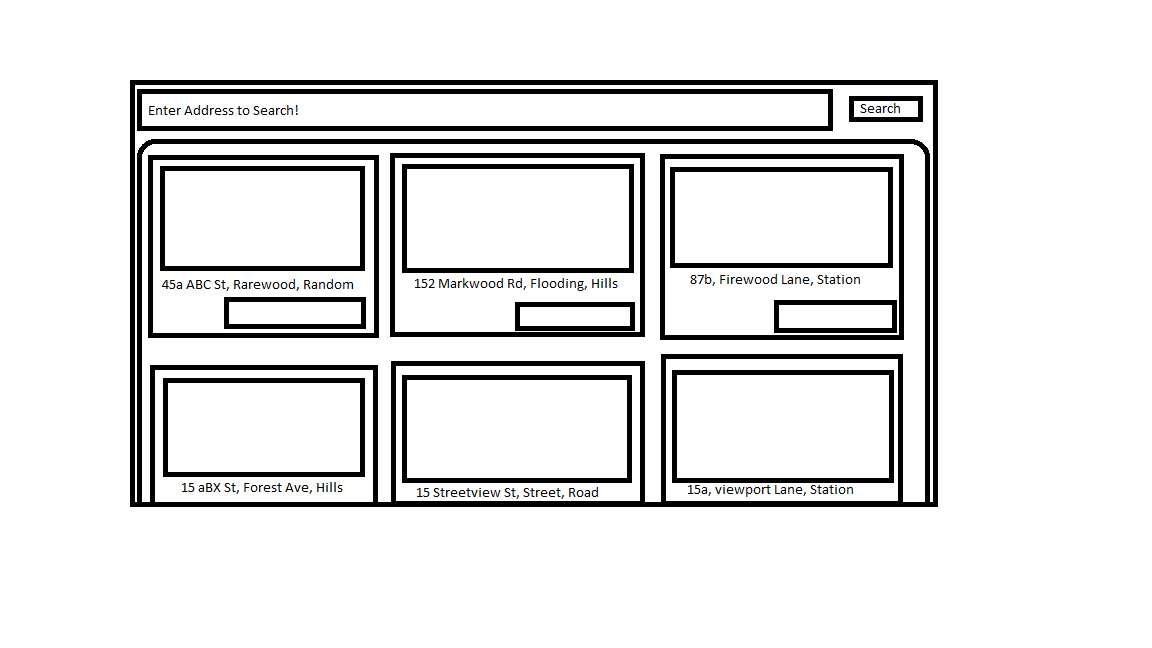 Enter Address to Search!
Search
45a ABC St, Rarewood, Random
152 Markwood Rd, Flooding, Hills
87b, Firewood Lane, Station
15 aBX St, Forest Ave, Hills
15 Streetview St, Street, Road
15a, viewport Lane, Station